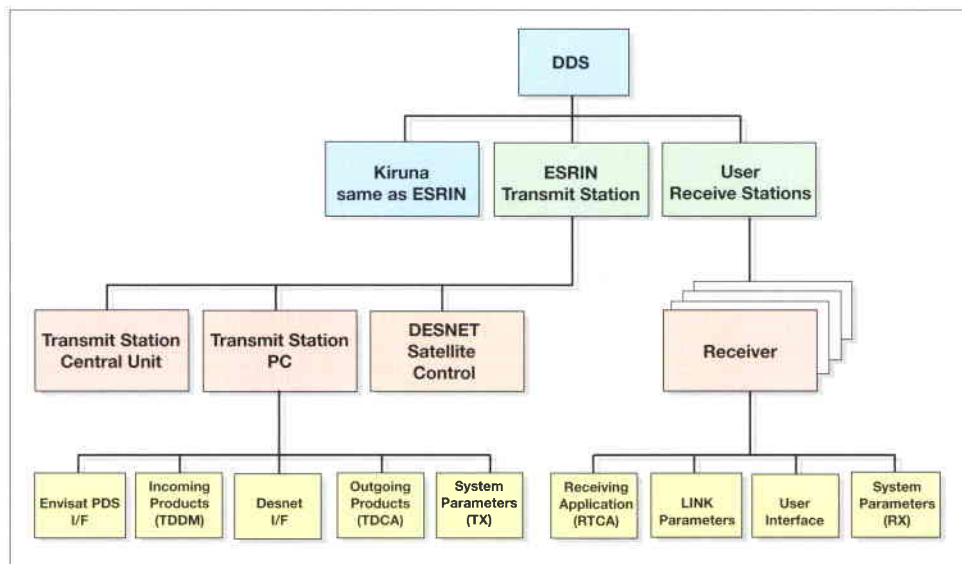 DDS
Kiruna
same as ESRIN
ESRIN
Transmit Station
User
Receive Stations
Transmit Station
Central Unit
Transmit Station
PC
DESNET
Satellite
Control
Receiver
Envisat PDS
I/F
Incoming
Products
(TDDM)
Desnet
I/F
Outgoing
Products
(TDCA)
System
Parameters
(TX)
Receiving
Application
(RTCA)
LINK
Parameters
User
Interface
System
Parameters
(RX)